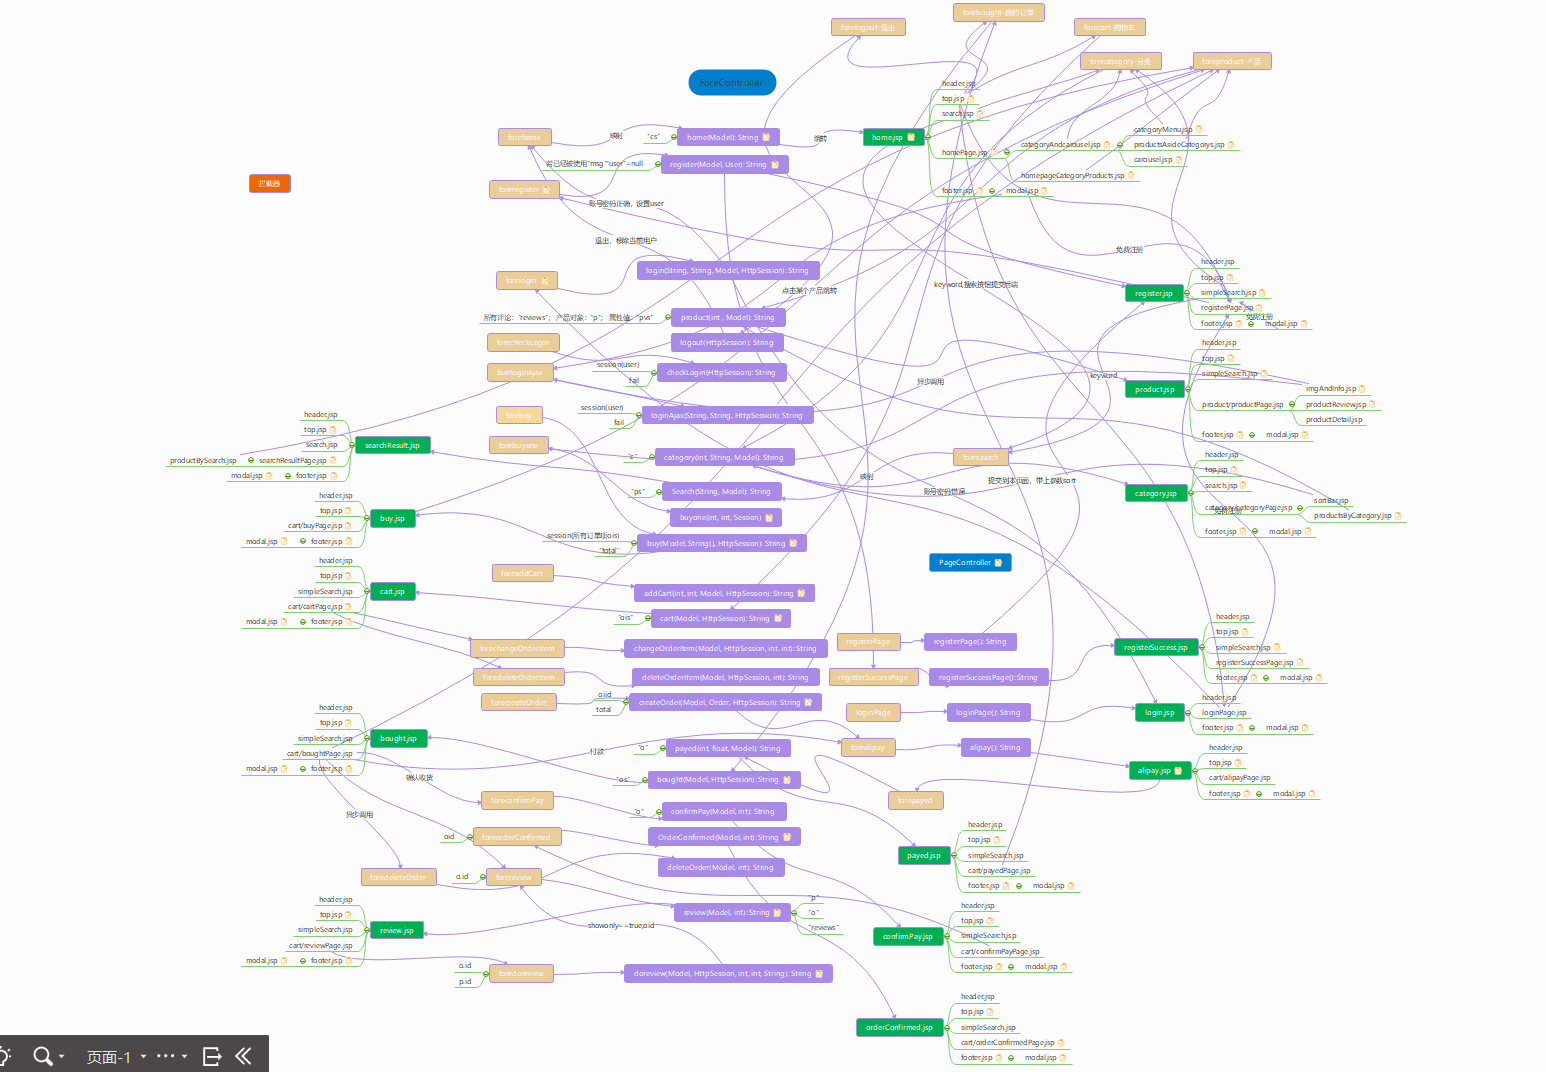 forelogout-退出
forebought-我的订单
forecart-购物车
forecategory-分类
foreproduct-产品
ForeController
拦截器
forehome
映射
"cs"
home(Model): String
跳转
home.jsp
header.jsp
top.jsp
search.jsp
homePage.jsp
categoryAndcarousel.jsp
categoryMenu.jsp
productsAsideCategorys.jsp
carousel.jsp
homepageCategoryProducts.jsp
footer.jsp
modal.jsp
若已经被使用"msg""user"=null
register(Model, User): String
foreregister
账号密码正确，设置user
退出，移除当前用户
forelogin
login(String, String, Model, HttpSession): String
点击某个产品跳转
keyword,搜索按钮提交后端
免费注册
register.jsp
header.jsp
top.jsp
simpleSearch.jsp
registerPage.jsp
免费注册
footer.jsp
modal.jsp
所有评论："reviews"； 产品对象："p"； 属性值："pvs"
product(int , Model): String
forecheckLogin
logout(HttpSession): String
foreloginAjax
session(user)
fail
checkLogin(HttpSession): String
异步调用
keyword
product.jsp
header.jsp
top.jsp
simpleSearch.jsp
product/productPage.jsp
imgAndInfo.jsp
productReview.jsp
productDetail.jsp
footer.jsp
modal.jsp
forebuy
session(user)
fail
loginAjax(String, String, HttpSession): String
searchResult.jsp
header.jsp
top.jsp
search.jsp
productBySearch.jsp
searchResultPage.jsp
modal.jsp
footer.jsp
forebuyone
"c"
category(int, String, Model): String
foresearch
映射
账号密码错误
提交到本页面，带上参数sort
category.jsp
header.jsp
top.jsp
search.jsp
category/categoryPage.jsp
免费注册
sortBar.jsp
productsByCategory.jsp
footer.jsp
modal.jsp
"ps"
Search(String, Model): String
buyone(int, int, Session)
buy.jsp
header.jsp
top.jsp
cart/buyPage.jsp
modal.jsp
footer.jsp
session(所有订单项ois)
"total"
buy(Model, String[], HttpSession): String
PageController
foreaddCart
addCart(int, int, Model, HttpSession): String
cart.jsp
header.jsp
top.jsp
simpleSearch.jsp
cart/cartPage.jsp
modal.jsp
footer.jsp
"ois"
cart(Model, HttpSession): String
forechangeOrderItem
changeOrderItem(Model, HttpSession, int, int): String
foredeleteOrderItem
deleteOrderItem(Model, HttpSession, int): String
forecreateOrder
oiid
total
createOrder(Model, Order, HttpSession): String
registerPage
registerPage(): String
registerSuccessPage
registerSuccessPage(): String
registerSuccess.jsp
header.jsp
top.jsp
simpleSearch.jsp
registerSuccessPage.jsp
footer.jsp
modal.jsp
loginPage
loginPage(): String
login.jsp
header.jsp
loginPage.jsp
footer.jsp
modal.jsp
bought.jsp
header.jsp
top.jsp
simpleSearch.jsp
cart/boughtPage.jsp
modal.jsp
footer.jsp
付款
"o"
payed(int, float, Model): String
forealipay
alipay(): String
alipay.jsp
header.jsp
top.jsp
cart/alipayPage.jsp
footer.jsp
modal.jsp
确认收货
"os"
bought(Model, HttpSession): String
forepayed
foreconfirmPay
"o"
confirmPay(Model, int): String
异步调用
oid
foreorderConfirmed
OrderConfirmed(Model, int): String
payed.jsp
header.jsp
top.jsp
simpleSearch.jsp
cart/payedPage.jsp
footer.jsp
modal.jsp
foredeleteOrder
o.id
forereview
deleteOrder(Model, int): String
review.jsp
header.jsp
top.jsp
simpleSearch.jsp
cart/reviewPage.jsp
modal.jsp
footer.jsp
showonly==true;oid
review(Model, int): String
"p"
"o"
"reviews"
confirmPay.jsp
header.jsp
top.jsp
simpleSearch.jsp
cart/confirmPayPage.jsp
footer.jsp
modal.jsp
o.id
p.id
foredoreview
doreview(Model, HttpSession, int, int, String): String
orderConfirmed.jsp
header.jsp
top.jsp
simpleSearch.jsp
cart/orderConfirmedPage.jsp
footer.jsp
modal.jsp
页面-1